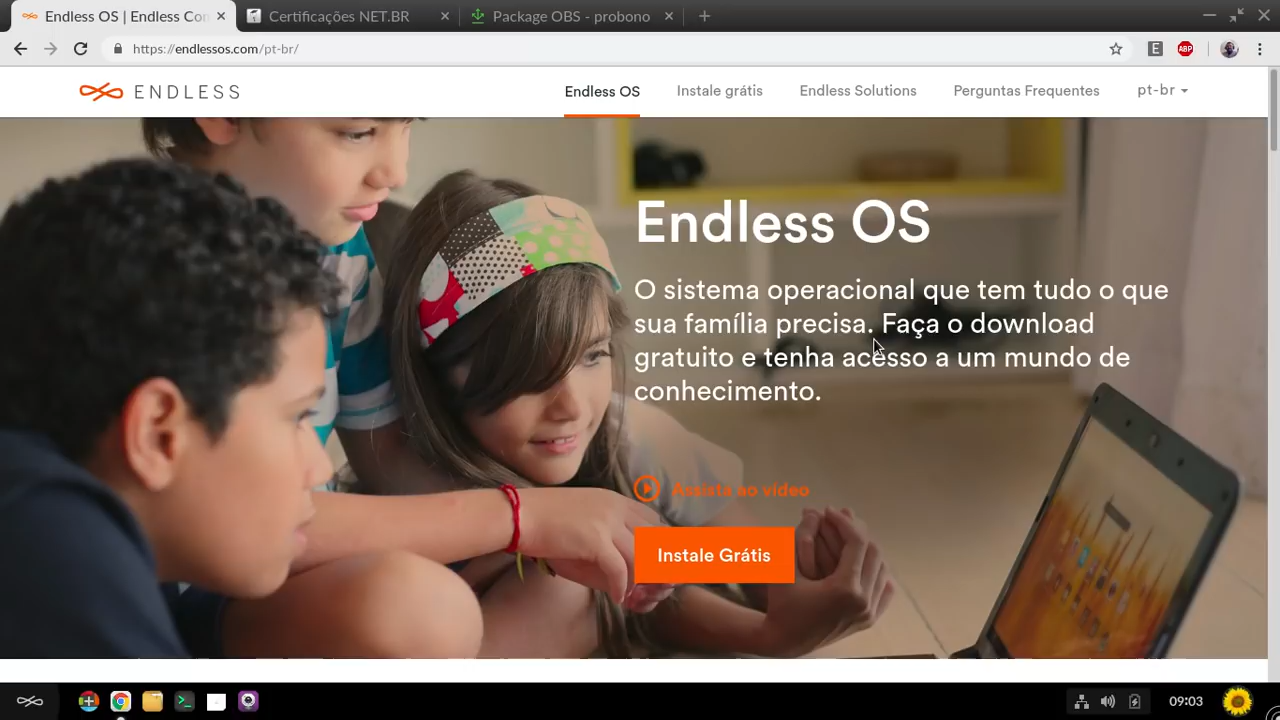 Endless OS | Endless Con
Certificações NET.BR
Package OBS - probono
https://endlessos.com/pt-br/
E
ABP
ENDLESS
Endless OS
Instale grátis
Endless Solutions
Perguntas Frequentes
pt-br
Endless OS
O sistema operacional que tem tudo o que
sua família precisa. Faça o download
gratuito e tenha acesso a um mundo de
conhecimento.
Assista ao vídeo
Instale Grátis
09:03